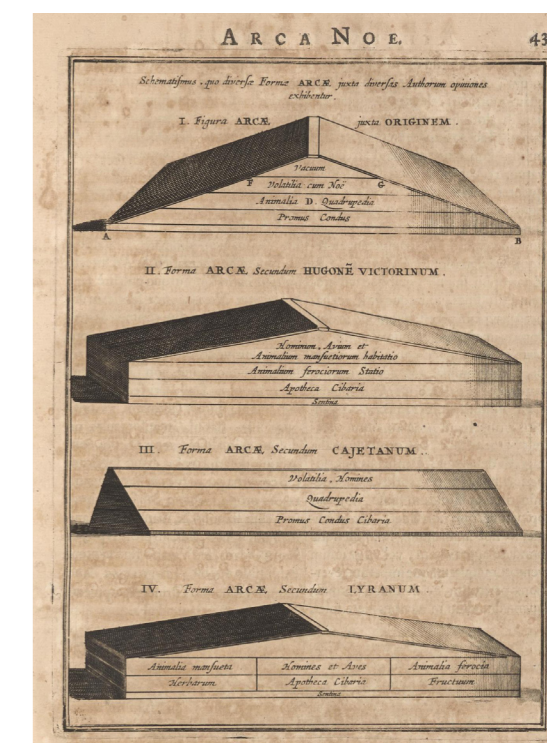 ARCA NOE.
43
Schematismus, quo diversæ Formæ ARCÆ, juxta diversas Authorum opiniones
exhibentur.
I. Figura ARCÆ, juxta ORIGINEM.
Vacuum
F Volatilia cum Noë G
Animalia D. Quadrupedia
Promus Condus
A B
II. Forma ARCÆ, Secundum HUGONẼ VICTORINUM.
Hominum, Avium et
Animalium mansuetiorum habitatio
Animalium ferociorum Statio
Apotheca Cibaria
Sentina
III. Forma ARCÆ, Secundum CAJETANUM.
Volatilia, Homines
Quadrupedia
Promus Condus Cibaria
IV. Forma ARCÆ, Secundum LYRANUM
Animalia mansueta Homines et Aves Animalia ferocia
Herbarum Apotheca Cibaria Fructuum
Sentina